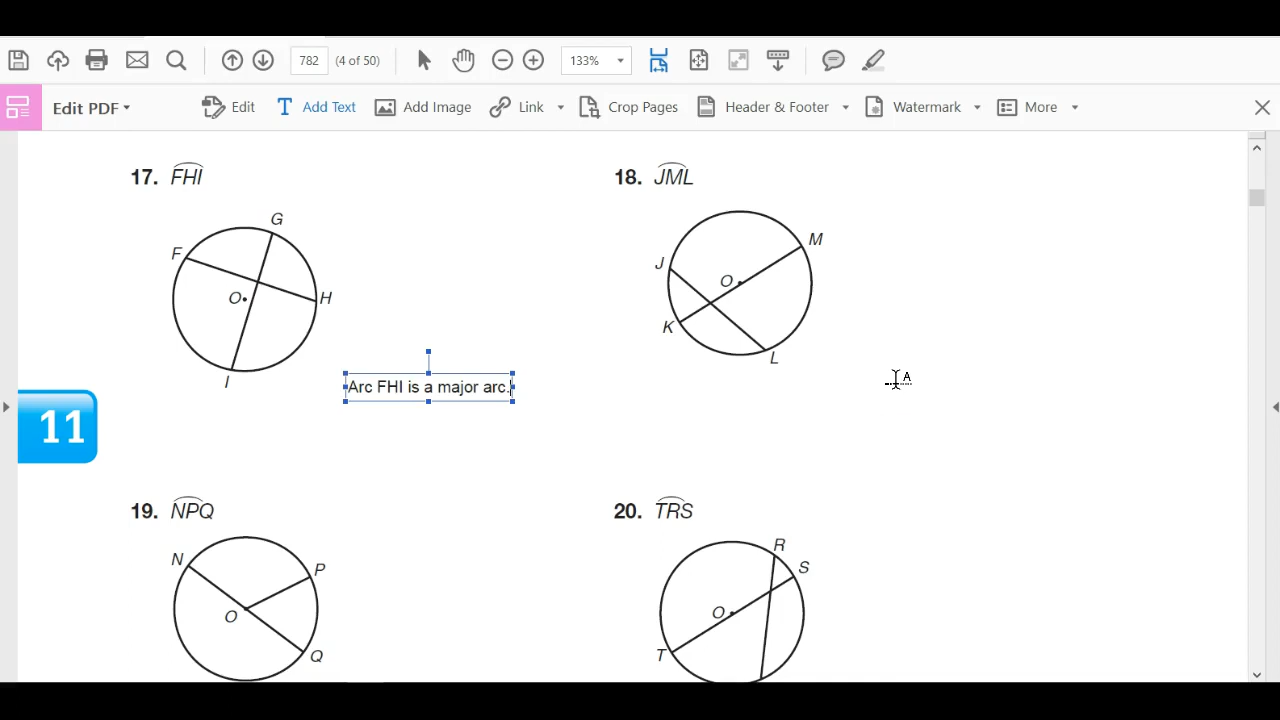 782 (4 of 50) 133%
Edit PDF Edit Add Text Add Image Link Crop Pages Header & Footer Watermark More
17. FHI
18. JML
G
F
O
H
I
M
J
O
K
L
A
Arc FHI is a major arc.
11
19. NPQ
20. TRS
N
P
O
Q
R
S
O
T